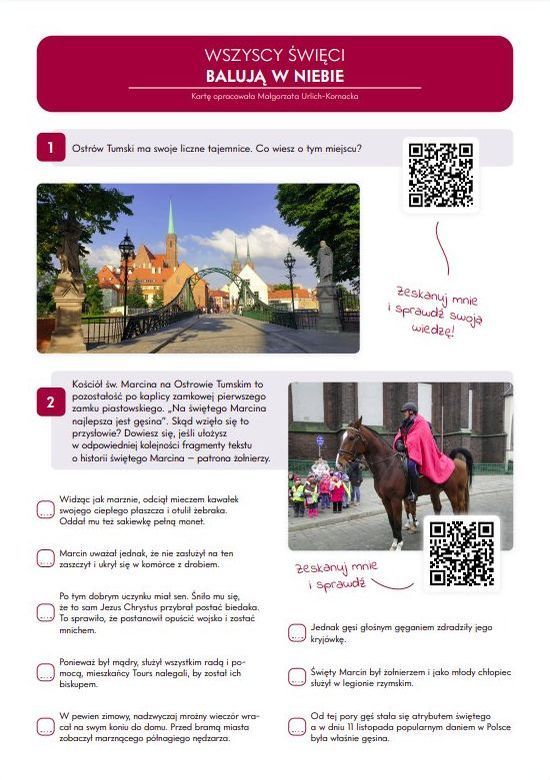 WSZYSCY ŚWIĘCI
BALUJĄ W NIEBIE
Kartę opracowała Małgorzata Urlich-Kornacka
1
Ostrów Tumski ma swoje liczne tajemnice. Co wiesz o tym miejscu?
zeskanuj mnie
i sprawdź swoją
wiedzę!
2
Kościół św. Marcina na Ostrowie Tumskim to
pozostałość po kaplicy zamkowej pierwszego
zamku piastowskiego. „Na świętego Marcina
najlepsza jest gęsina”. Skąd wzięło się to
przysłowie? Dowiesz się, jeśli ułożysz
w odpowiedniej kolejności fragmenty tekstu
o historii świętego Marcina – patrona żołnierzy.
zeskanuj mnie
i sprawdź
Widząc jak marznie, odciął mieczem kawałek
swojego ciepłego płaszcza i otulił żebraka.
Oddał mu też sakiewkę pełną monet.
Marcin uważał jednak, że nie zasłużył na ten
zaszczyt i ukrył się w komórce z drobiem.
Po tym dobrym uczynku miał sen. Śniło mu się,
że to sam Jezus Chrystus przybrał postać biedaka.
To sprawiło, że postanowił opuścić wojsko i zostać
mnichem.
Ponieważ był mądry, służył wszystkim radą i po-
mocą, mieszkańcy Tours nalegali, by został ich
biskupem.
W pewien zimowy, nadzwyczaj mroźny wieczór wra-
cał na swym koniu do domu. Przed bramą miasta
zobaczył marznącego półnagiego nędzarza.
Jednak gęsi głośnym gęganiem zdradziły jego
kryjówkę.
Święty Marcin był żołnierzem i jako młody chłopiec
służył w legionie rzymskim.
Od tej pory gęś stała się atrybutem świętego
a w dniu 11 listopada popularnym daniem w Polsce
była właśnie gęsina.